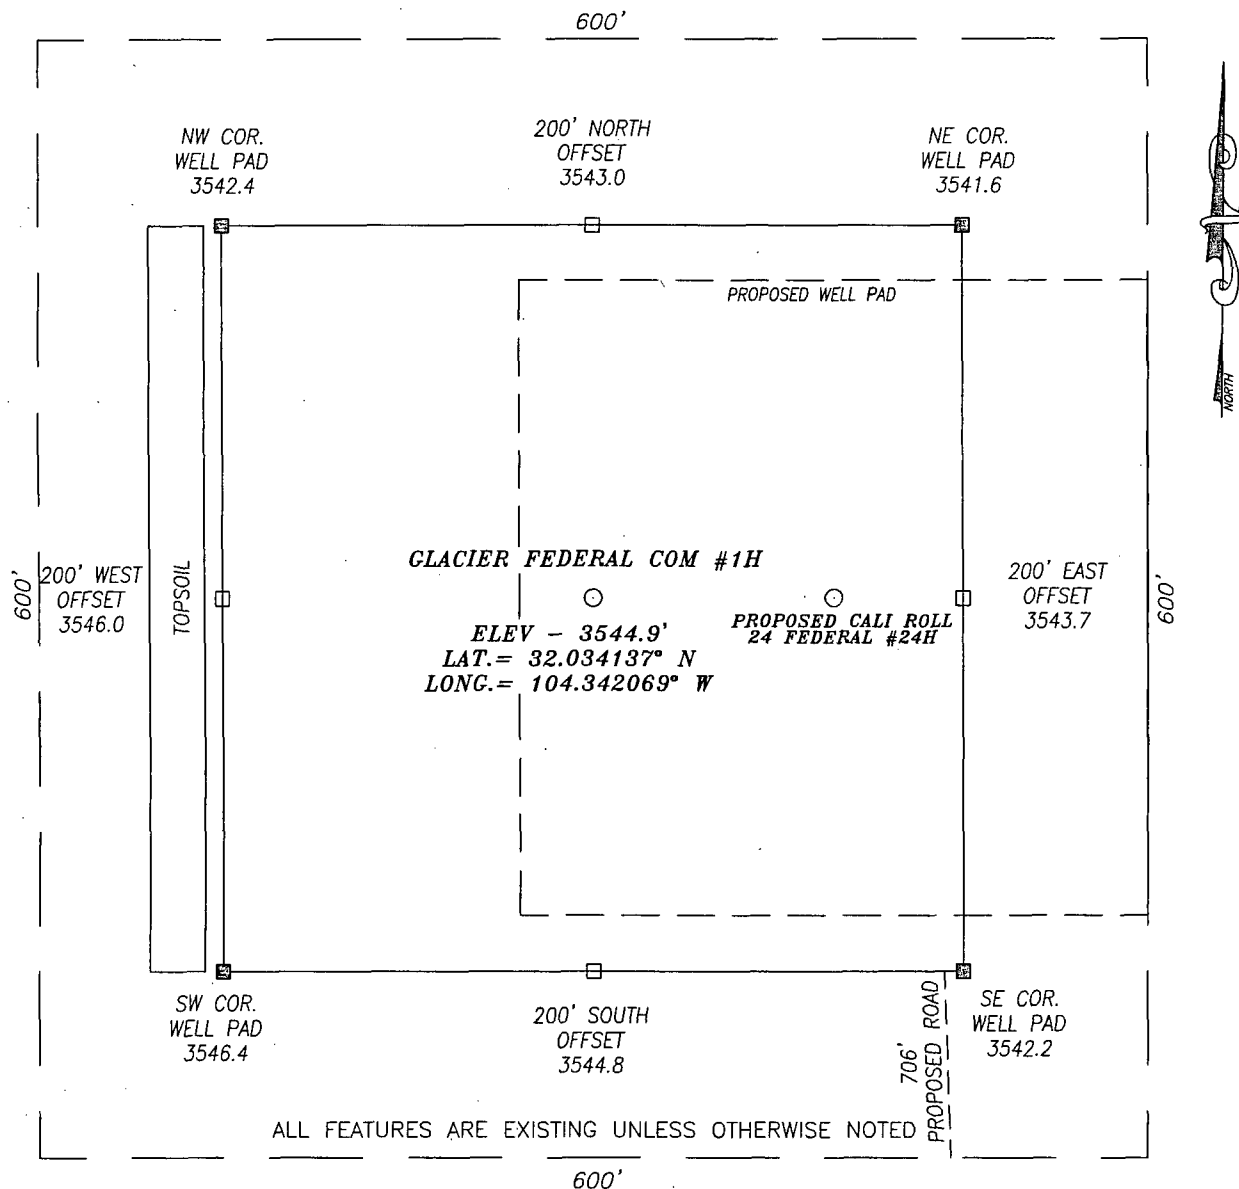 600'
NW COR.
WELL PAD
3542.4
200' NORTH
OFFSET
3543.0
NE COR.
WELL PAD
3541.6
NORTH
PROPOSED WELL PAD
600'
200' WEST
OFFSET
3546.0
TOPSOIL
GLACIER FEDERAL COM #1H
ELEV - 3544.9'
LAT.= 32.034137° N
LONG.= 104.342069° W
PROPOSED CALI ROLL
24 FEDERAL #24H
200' EAST
OFFSET
3543.7
600'
SW COR.
WELL PAD
3546.4
200' SOUTH
OFFSET
3544.8
706'
PROPOSED ROAD
SE COR.
WELL PAD
3542.2
ALL FEATURES ARE EXISTING UNLESS OTHERWISE NOTED
600'